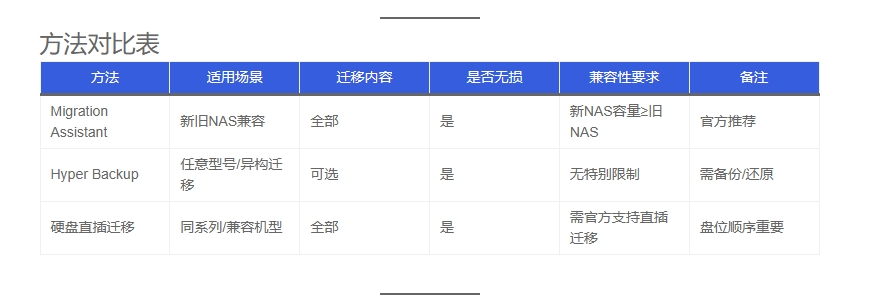 方法对比表
方法 适用场景 迁移内容 是否无损 兼容性要求 备注
Migration Assistant 新旧NAS兼容 全部 是 新NAS容量≥旧NAS 官方推荐
Hyper Backup 任意型号/异构迁移 可选 是 无特别限制 需备份/还原
硬盘直插迁移 同系列/兼容机型 全部 是 需官方支持直插迁移 盘位顺序重要